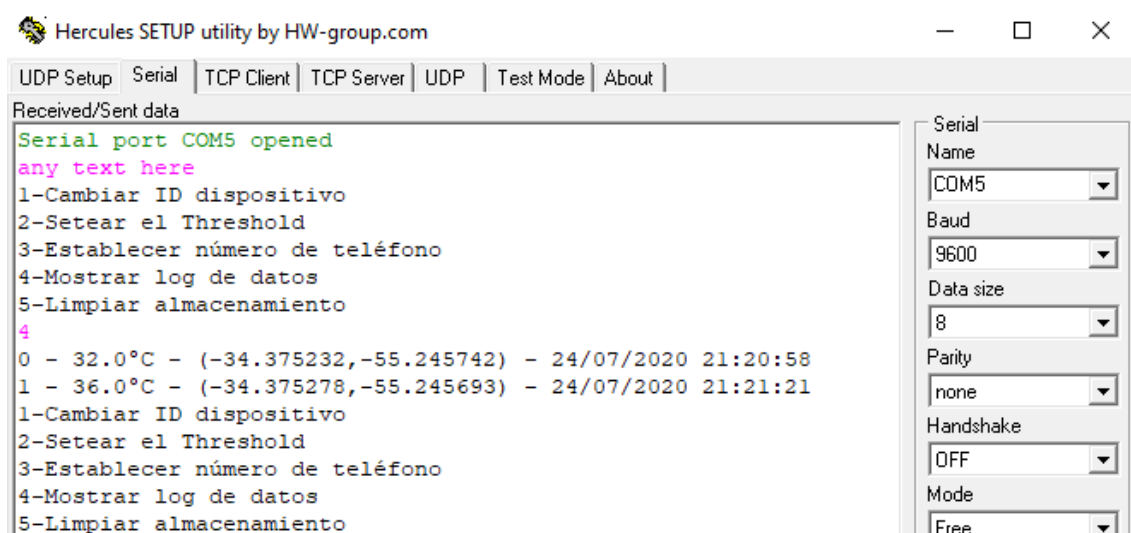 Hercules SETUP utility by HW-group.com
UDP Setup Serial TCP Client TCP Server UDP Test Mode About
Received/Sent data
Serial port COM5 opened
any text here
1-Cambiar ID dispositivo
2-Setear el Threshold
3-Establecer número de teléfono
4-Mostrar log de datos
5-Limpiar almacenamiento
4
0 - 32.0°C - (-34.375232,-55.245742) - 24/07/2020 21:20:58
1 - 36.0°C - (-34.375278,-55.245693) - 24/07/2020 21:21:21
1-Cambiar ID dispositivo
2-Setear el Threshold
3-Establecer número de teléfono
4-Mostrar log de datos
5-Limpiar almacenamiento
Serial
Name
COM5
Baud
9600
Data size
8
Parity
none
Handshake
OFF
Mode
Free